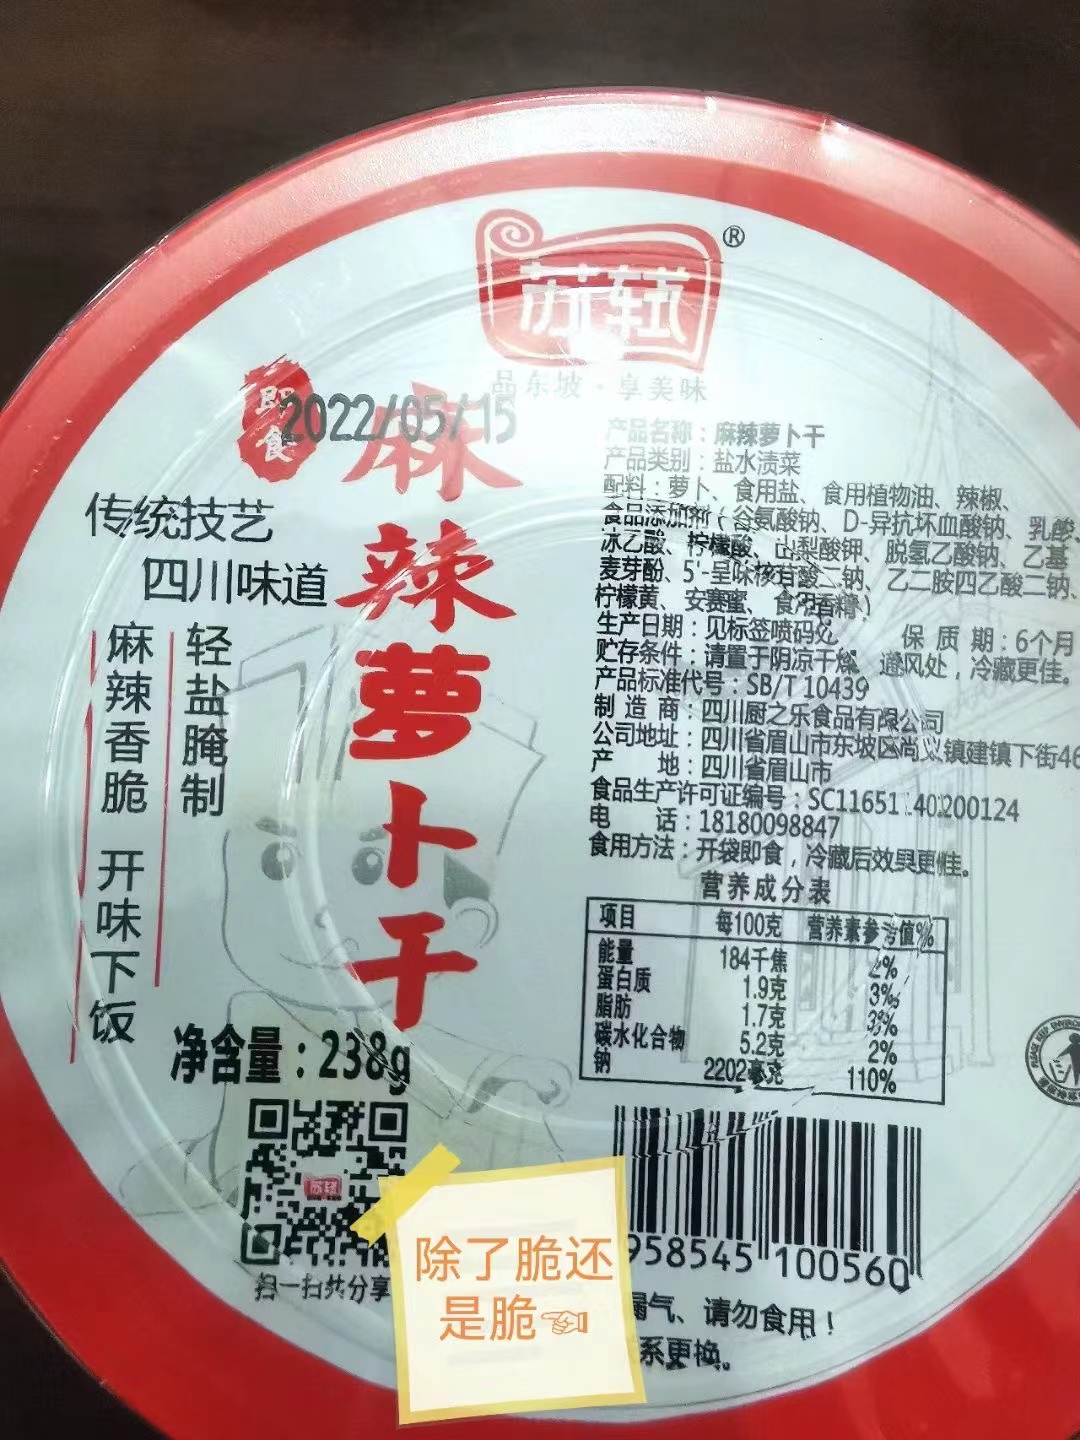 苏轼®
品东坡·享美味
即食
2022/05/15
麻辣萝卜干
传统技艺
四川味道
轻盐腌制
麻辣香脆 开味下饭
净含量：238g
产品名称：麻辣萝卜干
产品类别：盐水渍菜
配料：萝卜、食用盐、食用植物油、辣椒、
食品添加剂（谷氨酸钠、D-异抗坏血酸钠、乳酸、
冰乙酸、柠檬酸、山梨酸钾、脱氢乙酸钠、乙基
麦芽酚、5'-呈味核苷酸二钠、乙二胺四乙酸二钠、
柠檬黄、安赛蜜、食用香精）
生产日期：见标签喷码处 保质期：6个月
贮存条件：请置于阴凉干燥、通风处，冷藏更佳。
产品标准代号：SB/T 10439
制造商：四川厨之乐食品有限公司
公司地址：四川省眉山市东坡区尚义镇建镇下街46
产地：四川省眉山市
食品生产许可证编号：SC11651140200124
电话：18180098847
食用方法：开袋即食，冷藏后效果更佳。
营养成分表
项目 每100克 营养素参考值%
能量 184千焦 2%
蛋白质 1.9克 3%
脂肪 1.7克 3%
碳水化合物 5.2克 2%
钠 2202毫克 110%
958545 100560
扫一扫共分享
漏气、请勿食用！
系更换。
除了脆还
是脆